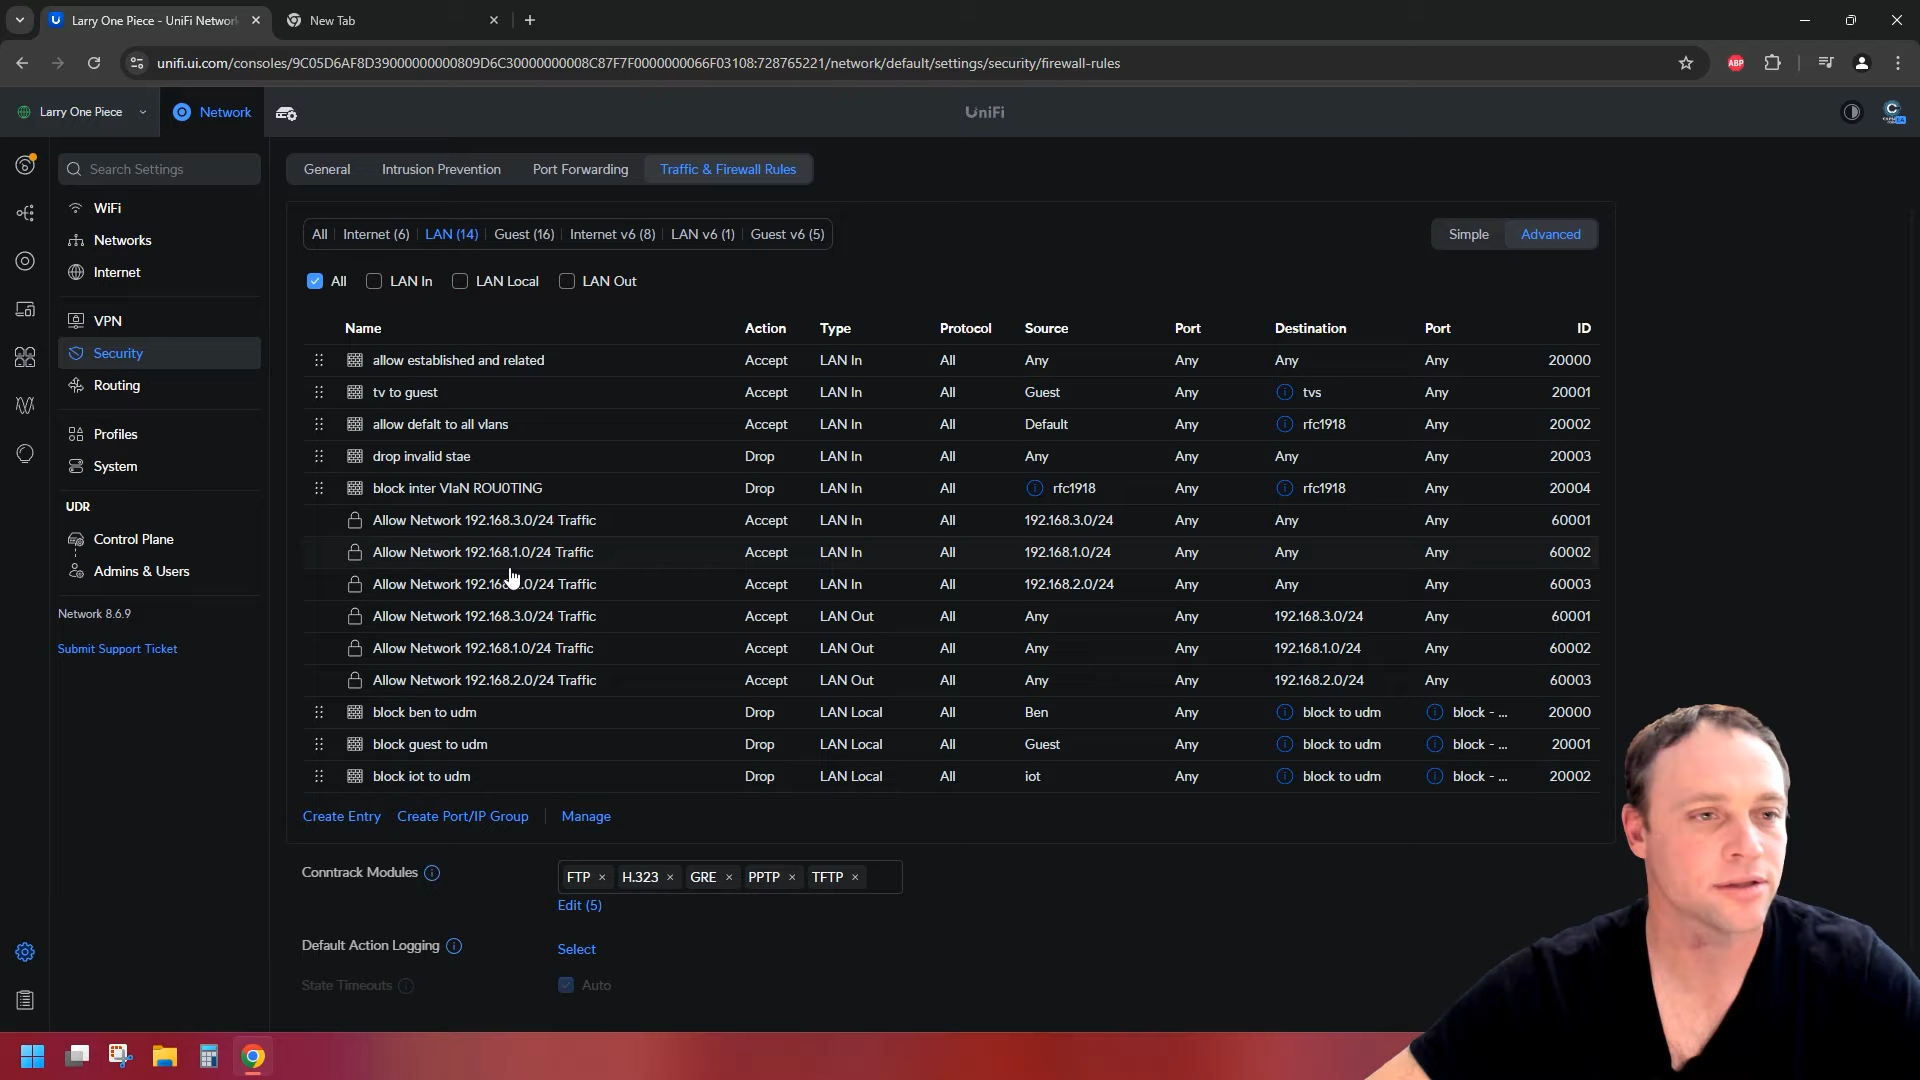 Larry One Piece - UniFi Networ
New Tab
unifi.ui.com/consoles/9C05D6AF8D39000000000809D6C30000000008C87F7F0000000066F03108:728765221/network/default/settings/security/firewall-rules
ABP
Larry One Piece
Network
UniFi
Search Settings
WiFi
Networks
Internet
VPN
Security
Routing
Profiles
System
UDR
Control Plane
Admins & Users
Network 8.6.9
Submit Support Ticket
General Intrusion Prevention Port Forwarding Traffic & Firewall Rules
All Internet (6) LAN (14) Guest (16) Internet v6 (8) LAN v6 (1) Guest v6 (5) Simple Advanced
All LAN In LAN Local LAN Out
Name Action Type Protocol Source Port Destination Port ID
allow established and related Accept LAN In All Any Any Any Any 20000
tv to guest Accept LAN In All Guest Any tvs Any 20001
allow defalt to all vlans Accept LAN In All Default Any rfc1918 Any 20002
drop invalid stae Drop LAN In All Any Any Any Any 20003
block inter VlaN ROU0TING Drop LAN In All rfc1918 Any rfc1918 Any 20004
Allow Network 192.168.3.0/24 Traffic Accept LAN In All 192.168.3.0/24 Any Any Any 60001
Allow Network 192.168.1.0/24 Traffic Accept LAN In All 192.168.1.0/24 Any Any Any 60002
Allow Network 192.168.2.0/24 Traffic Accept LAN In All 192.168.2.0/24 Any Any Any 60003
Allow Network 192.168.3.0/24 Traffic Accept LAN Out All Any Any 192.168.3.0/24 Any 60001
Allow Network 192.168.1.0/24 Traffic Accept LAN Out All Any Any 192.168.1.0/24 Any 60002
Allow Network 192.168.2.0/24 Traffic Accept LAN Out All Any Any 192.168.2.0/24 Any 60003
block ben to udm Drop LAN Local All Ben Any block to udm block - ... 20000
block guest to udm Drop LAN Local All Guest Any block to udm block - ... 20001
block iot to udm Drop LAN Local All iot Any block to udm block - ... 20002
Create Entry Create Port/IP Group Manage
Conntrack Modules FTP H.323 GRE PPTP TFTP
Edit (5)
Default Action Logging Select
State Timeouts Auto